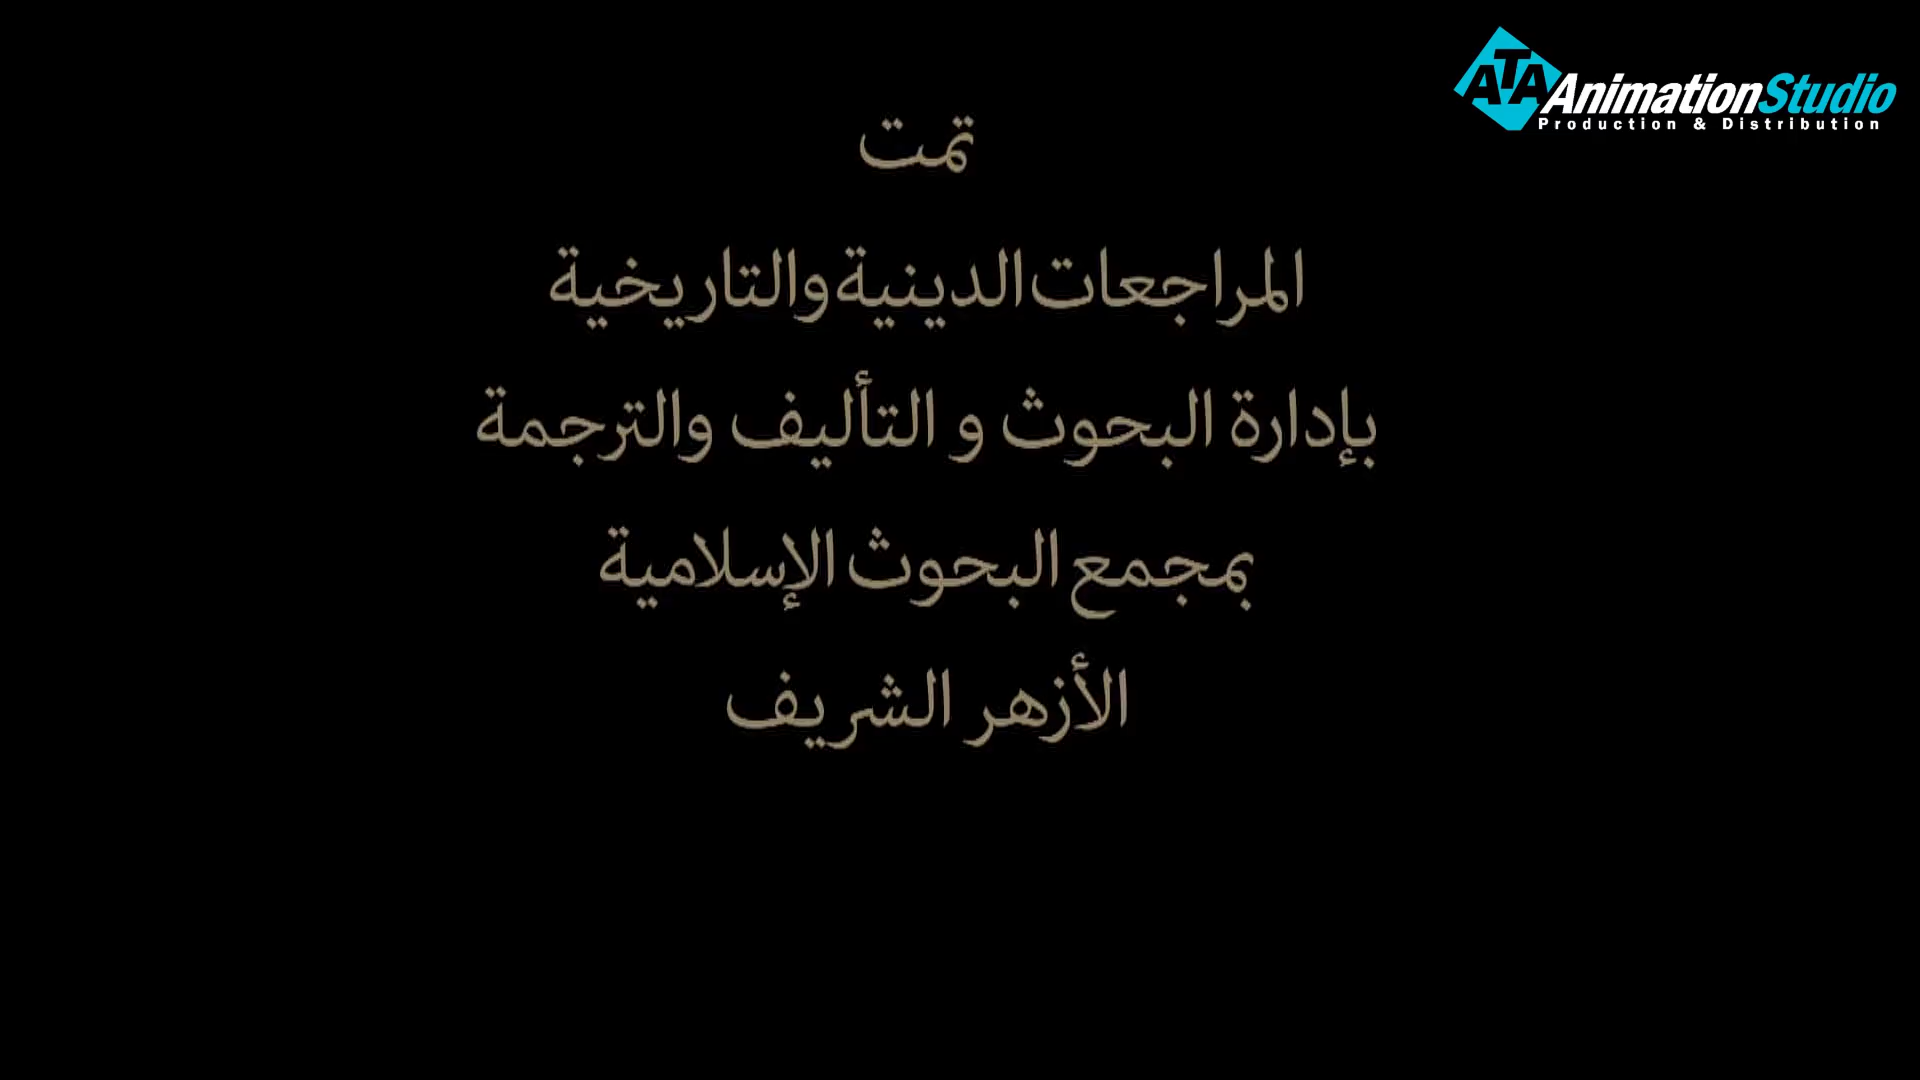 ATA AnimationStudio
Production & Distribution
تمت
المراجعات الدينية والتاريخية
بإدارة البحوث و التأليف والترجمة
بمجمع البحوث الإسلامية
الأزهر الشريف